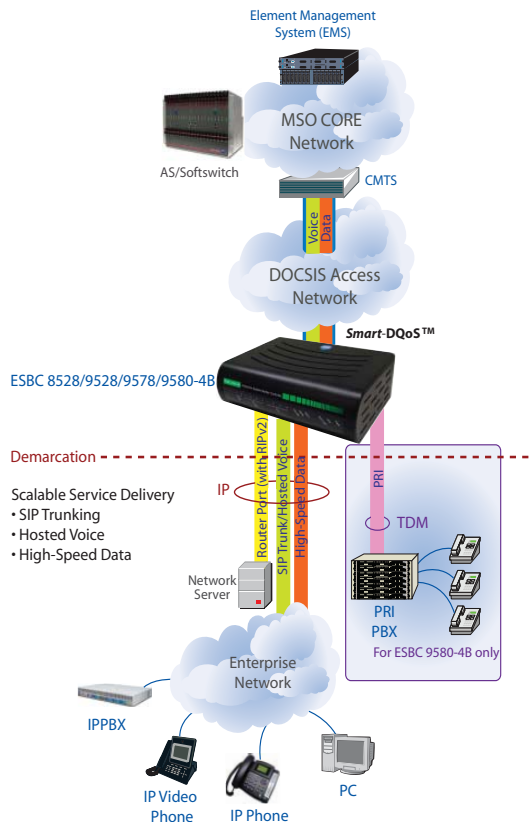 Element Management
System (EMS)
MSO CORE
Network
AS/Softswitch
CMTS
Voice
Data
DOCSIS Access
Network
Smart-DQoS™
ESBC 8528/9528/9578/9580-4B
Demarcation
Router Port (with RIPv2)
SIP Trunk/Hosted Voice
High-Speed Data
PRI
IP
TDM
Scalable Service Delivery
• SIP Trunking
• Hosted Voice
• High-Speed Data
Network
Server
PRI
PBX
For ESBC 9580-4B only
Enterprise
Network
IPPBX
IP Video
Phone
IP Phone
PC